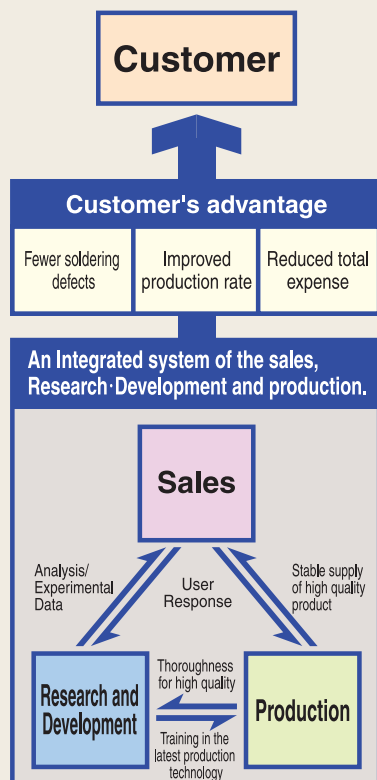 Customer
Customer's advantage
Fewer soldering
defects
Improved
production rate
Reduced total
expense
An Integrated system of the sales,
Research·Development and production.
Sales
Analysis/
Experimental
Data
User
Response
Stable supply
of high quality
product
Research and
Development
Thoroughness
for high quality
Training in the
latest production
technology
Production